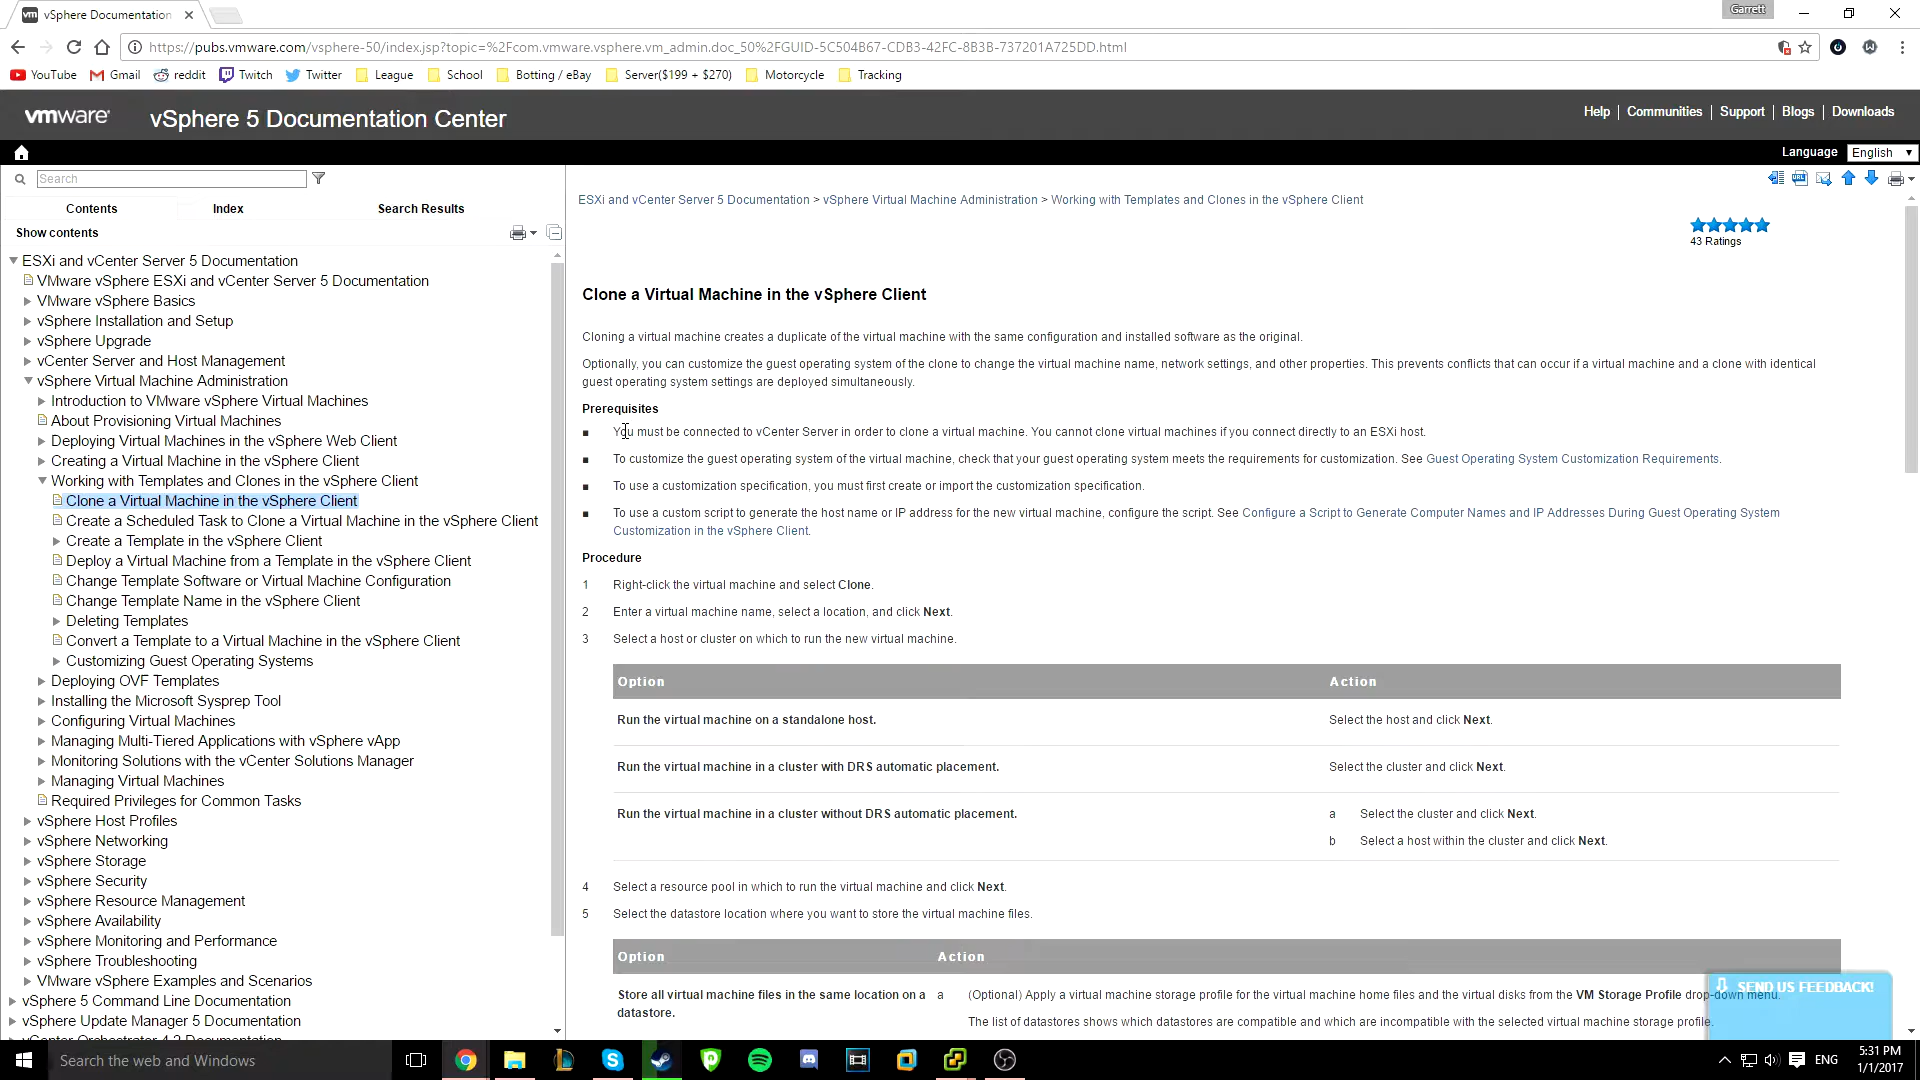 vSphere Documentation
Garrett
https://pubs.vmware.com/vsphere-50/index.jsp?topic=%2Fcom.vmware.vsphere.vm_admin.doc_50%2FGUID-5C504B67-CDB3-42FC-8B3B-737201A725DD.html
YouTube Gmail reddit Twitch Twitter League School Botting / eBay Server($199 + $270) Motorcycle Tracking
vmware vSphere 5 Documentation Center
Help | Communities | Support | Blogs | Downloads
Language English
Search
Contents Index Search Results
Show contents
ESXi and vCenter Server 5 Documentation
VMware vSphere ESXi and vCenter Server 5 Documentation
VMware vSphere Basics
vSphere Installation and Setup
vSphere Upgrade
vCenter Server and Host Management
vSphere Virtual Machine Administration
Introduction to VMware vSphere Virtual Machines
About Provisioning Virtual Machines
Deploying Virtual Machines in the vSphere Web Client
Creating a Virtual Machine in the vSphere Client
Working with Templates and Clones in the vSphere Client
Clone a Virtual Machine in the vSphere Client
Create a Scheduled Task to Clone a Virtual Machine in the vSphere Client
Create a Template in the vSphere Client
Deploy a Virtual Machine from a Template in the vSphere Client
Change Template Software or Virtual Machine Configuration
Change Template Name in the vSphere Client
Deleting Templates
Convert a Template to a Virtual Machine in the vSphere Client
Customizing Guest Operating Systems
Deploying OVF Templates
Installing the Microsoft Sysprep Tool
Configuring Virtual Machines
Managing Multi-Tiered Applications with vSphere vApp
Monitoring Solutions with the vCenter Solutions Manager
Managing Virtual Machines
Required Privileges for Common Tasks
vSphere Host Profiles
vSphere Networking
vSphere Storage
vSphere Security
vSphere Resource Management
vSphere Availability
vSphere Monitoring and Performance
vSphere Troubleshooting
VMware vSphere Examples and Scenarios
vSphere 5 Command Line Documentation
vSphere Update Manager 5 Documentation
vCenter Orchestrator 4.2 Documentation
ESXi and vCenter Server 5 Documentation > vSphere Virtual Machine Administration > Working with Templates and Clones in the vSphere Client
43 Ratings
Clone a Virtual Machine in the vSphere Client
Cloning a virtual machine creates a duplicate of the virtual machine with the same configuration and installed software as the original.
Optionally, you can customize the guest operating system of the clone to change the virtual machine name, network settings, and other properties. This prevents conflicts that can occur if a virtual machine and a clone with identical
guest operating system settings are deployed simultaneously.
Prerequisites
You must be connected to vCenter Server in order to clone a virtual machine. You cannot clone virtual machines if you connect directly to an ESXi host.
To customize the guest operating system of the virtual machine, check that your guest operating system meets the requirements for customization. See Guest Operating System Customization Requirements.
To use a customization specification, you must first create or import the customization specification.
To use a custom script to generate the host name or IP address for the new virtual machine, configure the script. See Configure a Script to Generate Computer Names and IP Addresses During Guest Operating System
Customization in the vSphere Client.
Procedure
1 Right-click the virtual machine and select Clone.
2 Enter a virtual machine name, select a location, and click Next.
3 Select a host or cluster on which to run the new virtual machine.
Option Action
Run the virtual machine on a standalone host. Select the host and click Next.
Run the virtual machine in a cluster with DRS automatic placement. Select the cluster and click Next.
Run the virtual machine in a cluster without DRS automatic placement. a Select the cluster and click Next.
b Select a host within the cluster and click Next.
4 Select a resource pool in which to run the virtual machine and click Next.
5 Select the datastore location where you want to store the virtual machine files.
Option Action
Store all virtual machine files in the same location on a a (Optional) Apply a virtual machine storage profile for the virtual machine home files and the virtual disks from the VM Storage Profile drop-down menu.
datastore.
The list of datastores shows which datastores are compatible and which are incompatible with the selected virtual machine storage profile.
SEND US FEEDBACK!
Search the web and Windows
ENG
5:31 PM
1/1/2017